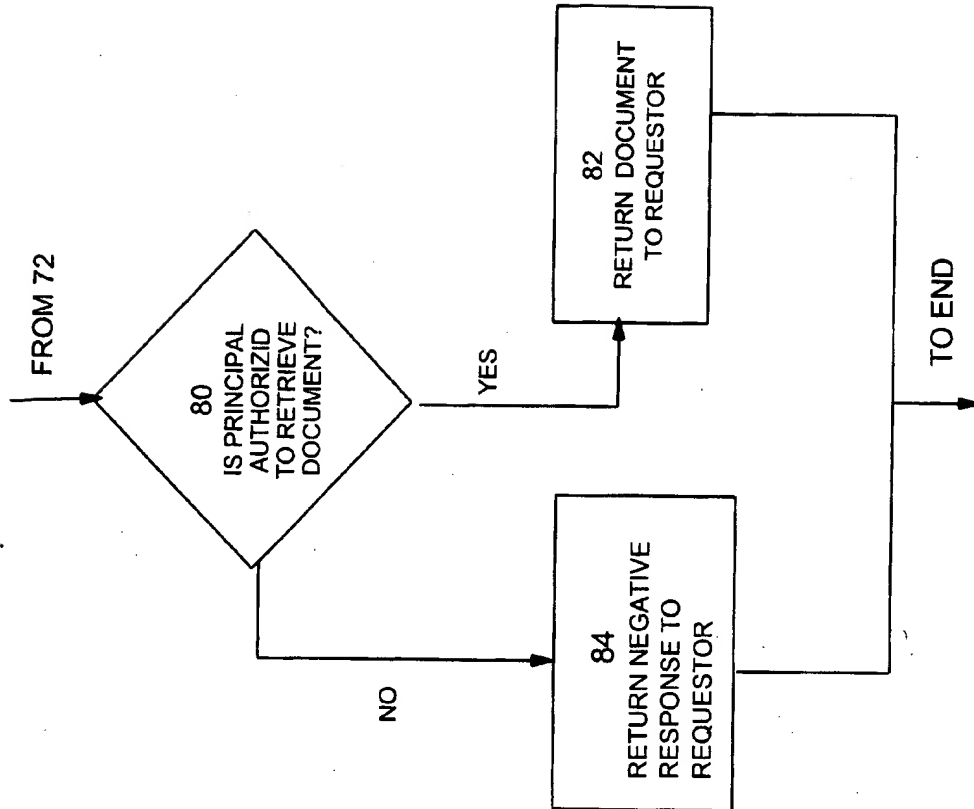 FROM 72
80
IS PRINCIPAL
AUTHORIZID
TO RETRIEVE
DOCUMENT?
NO
YES
84
RETURN NEGATIVE
RESPONSE TO
REQUESTOR
82
RETURN DOCUMENT
TO REQUESTOR
TO END